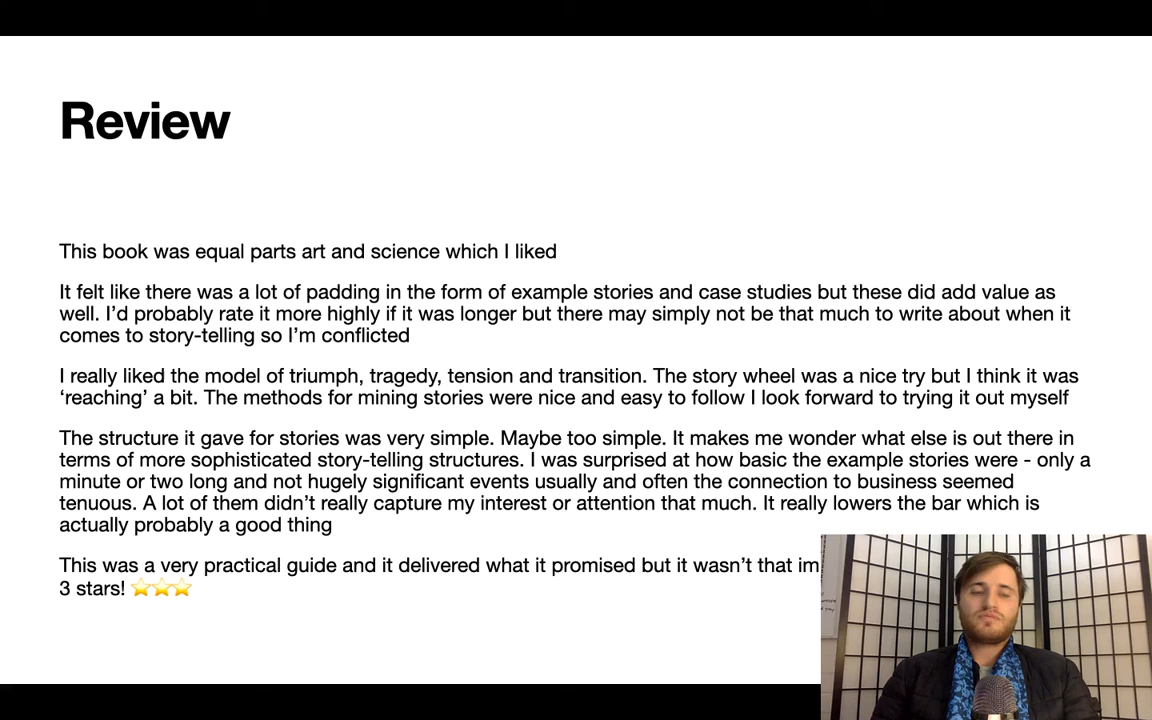 Review
This book was equal parts art and science which I liked
It felt like there was a lot of padding in the form of example stories and case studies but these did add value as
well. I’d probably rate it more highly if it was longer but there may simply not be that much to write about when it
comes to story-telling so I’m conflicted
I really liked the model of triumph, tragedy, tension and transition. The story wheel was a nice try but I think it was
‘reaching’ a bit. The methods for mining stories were nice and easy to follow I look forward to trying it out myself
The structure it gave for stories was very simple. Maybe too simple. It makes me wonder what else is out there in
terms of more sophisticated story-telling structures. I was surprised at how basic the example stories were - only a
minute or two long and not hugely significant events usually and often the connection to business seemed
tenuous. A lot of them didn’t really capture my interest or attention that much. It really lowers the bar which is
actually probably a good thing
This was a very practical guide and it delivered what it promised but it wasn’t that im
3 stars! ⭐⭐⭐